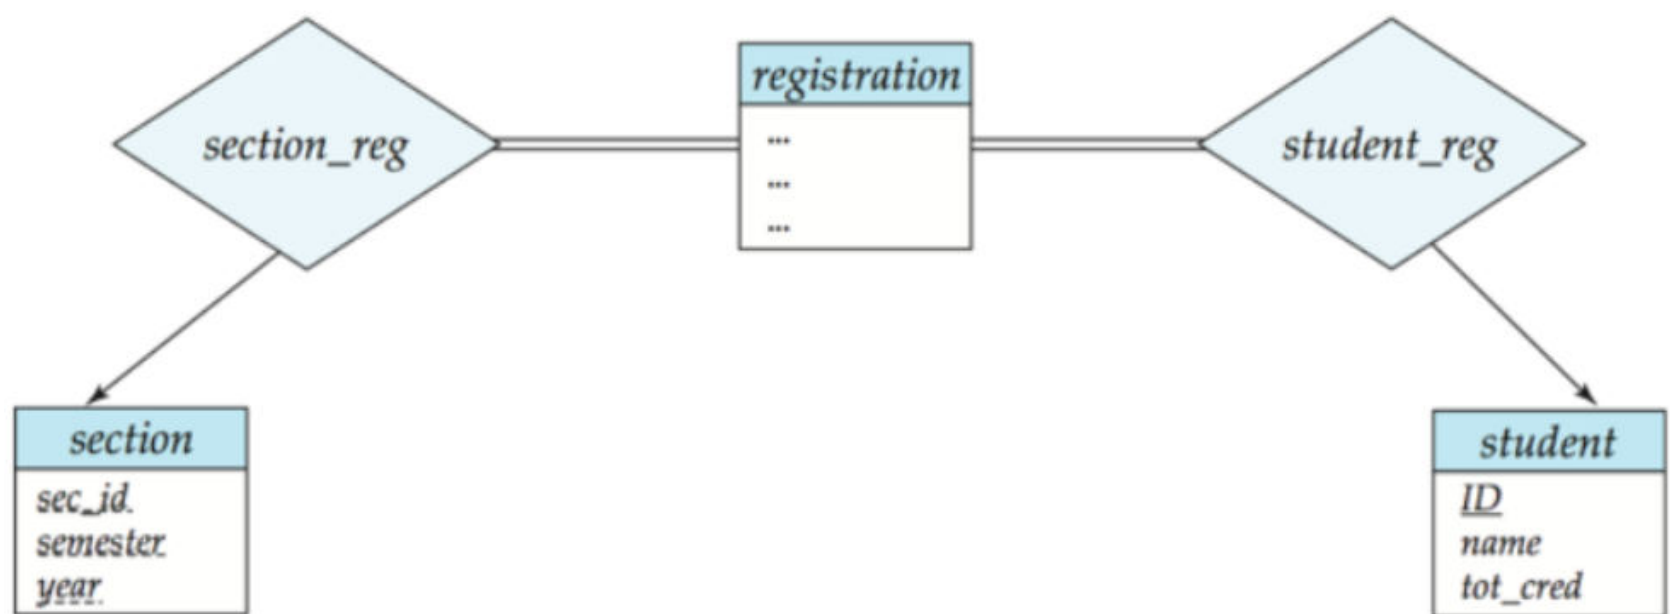 section_reg
registration
...
...
...
student_reg
section
sec_id
semester
year
student
ID
name
tot_cred